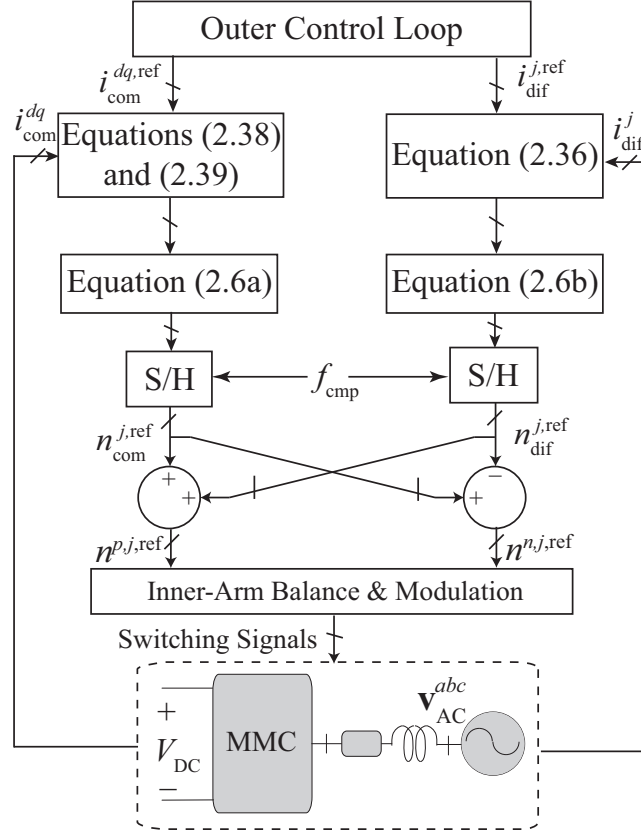 Outer Control Loop
i_com^{dq,ref}
i_dif^{j,ref}
i_com^{dq}
Equations (2.38)
and (2.39)
Equation (2.36)
i_dif^{j}
Equation (2.6a)
Equation (2.6b)
S/H
f_cmp
S/H
n_com^{j,ref}
n_dif^{j,ref}
+
+
−
+
n^{p,j,ref}
n^{n,j,ref}
Inner-Arm Balance & Modulation
Switching Signals
+
V_DC
−
MMC
v_AC^{abc}